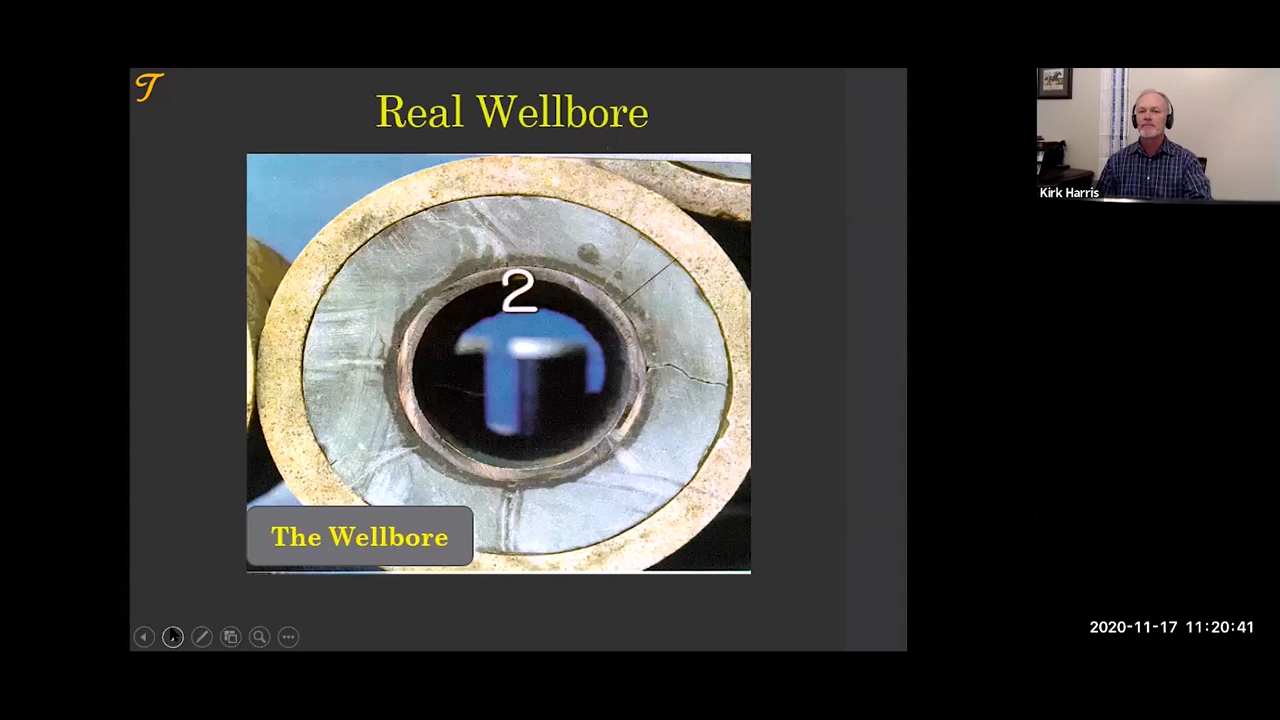 T
Real Wellbore
2
The Wellbore
Kirk Harris
2020-11-17 11:20:41